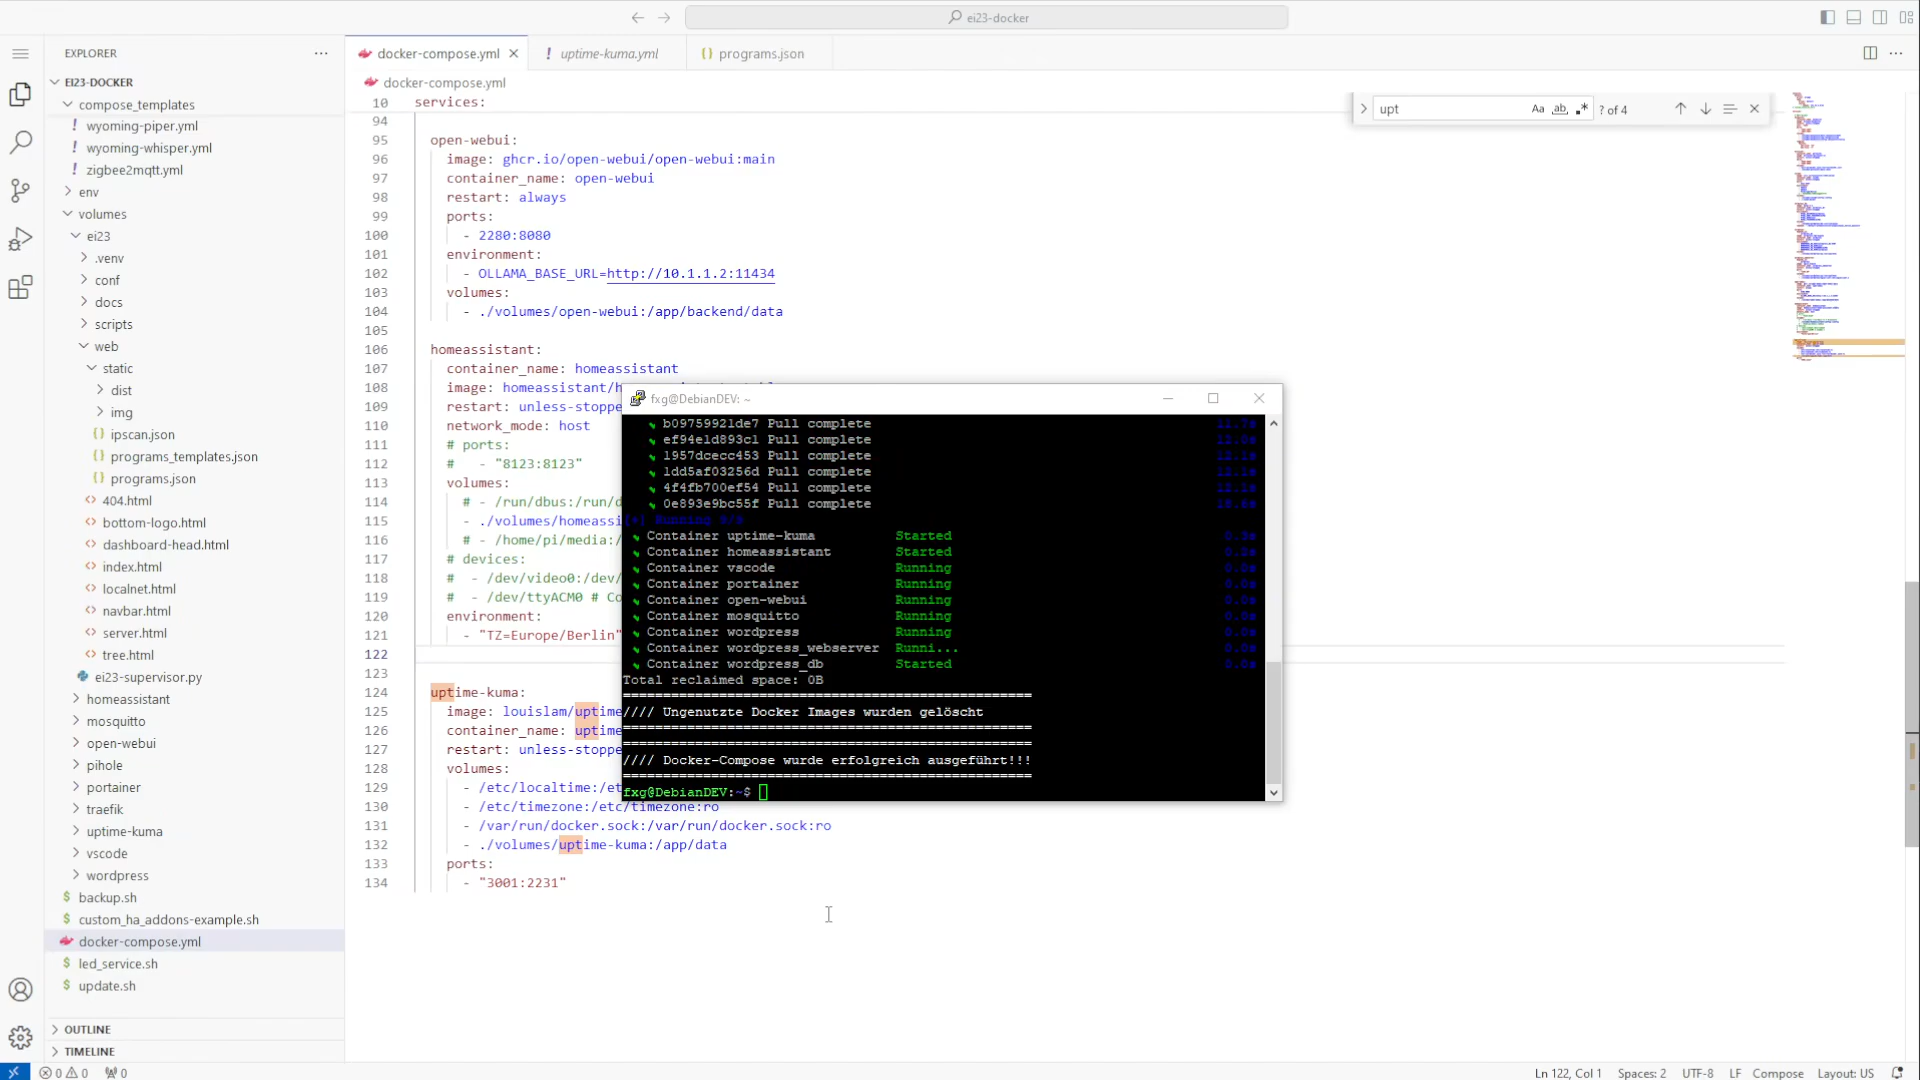 ei23-docker
EXPLORER
EI23-DOCKER
compose_templates
wyoming-piper.yml
wyoming-whisper.yml
zigbee2mqtt.yml
env
volumes
ei23
.venv
conf
docs
scripts
web
static
dist
img
ipscan.json
programs_templates.json
programs.json
404.html
bottom-logo.html
dashboard-head.html
index.html
localnet.html
navbar.html
server.html
tree.html
ei23-supervisor.py
homeassistant
mosquitto
open-webui
pihole
portainer
traefik
uptime-kuma
vscode
wordpress
backup.sh
custom_ha_addons-example.sh
docker-compose.yml
led_service.sh
update.sh
OUTLINE
TIMELINE
docker-compose.yml
uptime-kuma.yml
programs.json
docker-compose.yml
upt
Aa ab .* ? of 4
10 services:
94
95 open-webui:
96 image: ghcr.io/open-webui/open-webui:main
97 container_name: open-webui
98 restart: always
99 ports:
100 - 2280:8080
101 environment:
102 - OLLAMA_BASE_URL=http://10.1.1.2:11434
103 volumes:
104 - ./volumes/open-webui:/app/backend/data
105
106 homeassistant:
107 container_name: homeassistant
108 image: homeassistant/
109 restart: unless-stoppe
110 network_mode: host
111 # ports:
112 # - "8123:8123"
113 volumes:
114 # - /run/dbus:/run/d
115 - ./volumes/homeassi
116 # - /home/pi/media:/
117 # devices:
118 # - /dev/video0:/dev/
119 # - /dev/ttyACM0 # Co
120 environment:
121 - "TZ=Europe/Berlin"
122
123
124 uptime-kuma:
125 image: louislam/uptime
126 container_name: uptime
127 restart: unless-stoppe
128 volumes:
129 - /etc/localtime:/et
130 - /etc/timezone:/etc/timezone:ro
131 - /var/run/docker.sock:/var/run/docker.sock:ro
132 - ./volumes/uptime-kuma:/app/data
133 ports:
134 - "3001:2231"
fxg@DebianDEV: ~
b09759921de7 Pull complete
ef94e1d893c1 Pull complete
1957dcecc453 Pull complete
1dd5af03256d Pull complete
4f4fb700ef54 Pull complete
0e893e9bc55f Pull complete
Container uptime-kuma Started
Container homeassistant Started
Container vscode Running
Container portainer Running
Container open-webui Running
Container mosquitto Running
Container wordpress Running
Container wordpress_webserver Runni...
Container wordpress_db Started
Total reclaimed space: 0B
===================================================
//// Ungenutzte Docker Images wurden gelöscht
===================================================
===================================================
//// Docker-Compose wurde erfolgreich ausgeführt!!!
===================================================
fxg@DebianDEV:~$
0 0 0
Ln 122, Col 1 Spaces: 2 UTF-8 LF Compose Layout: US